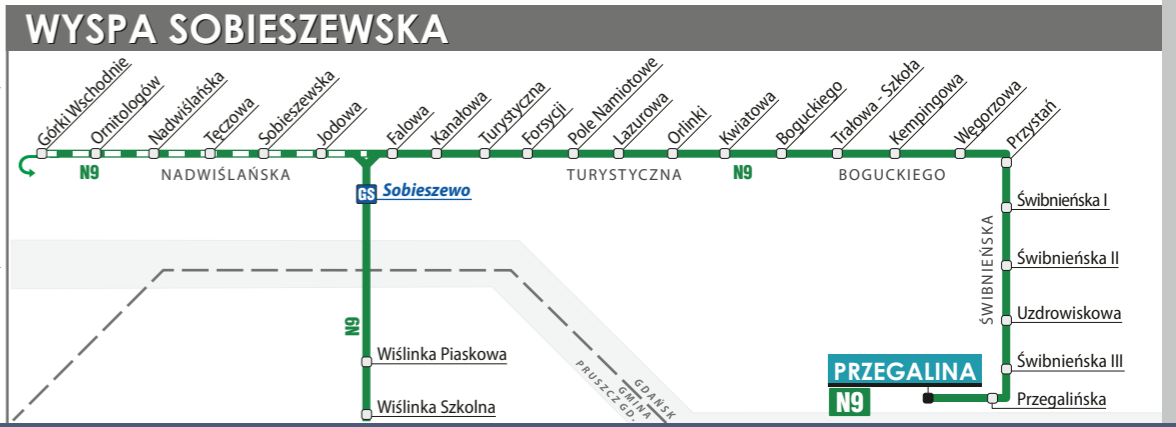 WYSPA SOBIESZEWSKA
Górki Wschodnie
Ornitologów
Nadwiślańska
Tęczowa
Sobieszewska
Jodowa
Falowa
Kanałowa
Turystyczna
Forsycji
Pole Namiotowe
Lazurowa
Orlinki
Kwiatowa
Boguckiego
Trałowa - Szkoła
Kempingowa
Węgorzowa
Przystań
N9
NADWIŚLAŃSKA
TURYSTYCZNA
N9
BOGUCKIEGO
GS Sobieszewo
Świbnieńska I
ŚWIBNIEŃSKA
Świbnieńska II
Uzdrowiskowa
N9
Wiślinka Piaskowa
Świbnieńska III
PRZEGALINA
N9
Przegalińska
Wiślinka Szkolna
GDAŃSK
GMINA
PRUSZCZ GD.